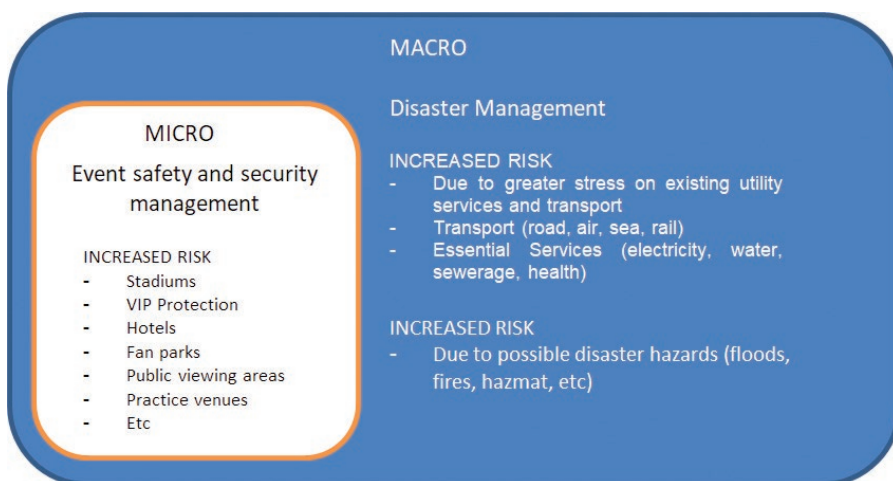 MACRO
Disaster Management
INCREASED RISK
- Due to greater stress on existing utility
services and transport
- Transport (road, air, sea, rail)
- Essential Services (electricity, water,
sewerage, health)
INCREASED RISK
- Due to possible disaster hazards (floods,
fires, hazmat, etc)
MICRO
Event safety and security
management
INCREASED RISK
- Stadiums
- VIP Protection
- Hotels
- Fan parks
- Public viewing areas
- Practice venues
- Etc